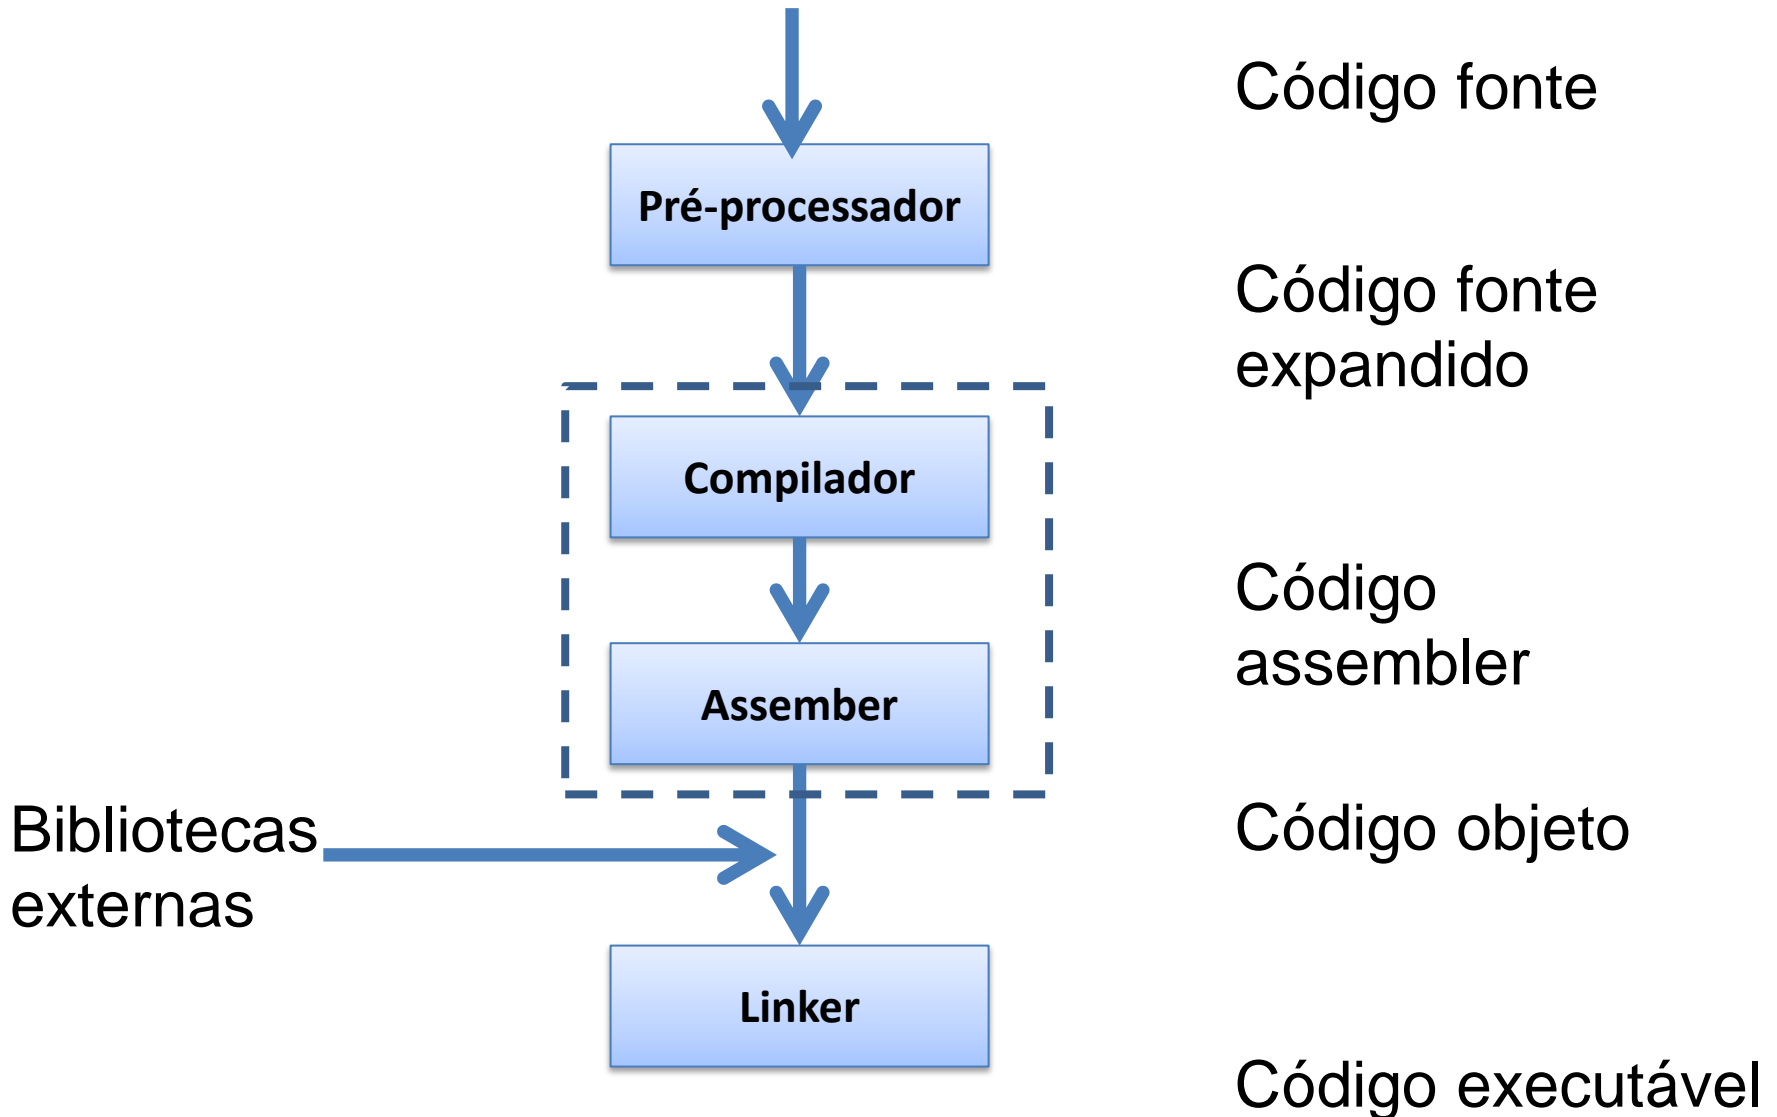 Código fonte
Pré-processador
Código fonte
expandido
Compilador
Código
assembler
Assember
Bibliotecas
externas
Código objeto
Linker
Código executável